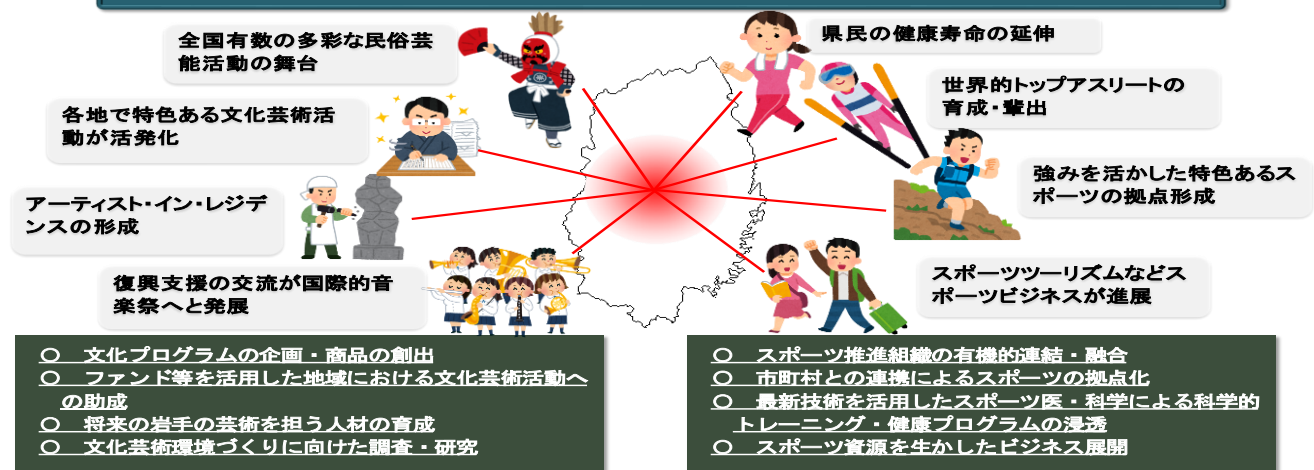 全国有数の多彩な民俗芸
能活動の舞台
各地で特色ある文化芸術活
動が活発化
アーティスト・イン・レジデ
ンスの形成
復興支援の交流が国際的音
楽祭へと発展
県民の健康寿命の延伸
世界的トップアスリートの
育成・輩出
強みを活かした特色あるス
ポーツの拠点形成
スポーツツーリズムなどス
ポーツビジネスが進展
○　文化プログラムの企画・商品の創出
○　ファンド等を活用した地域における文化芸術活動へ
の助成
○　将来の岩手の芸術を担う人材の育成
○　文化芸術環境づくりに向けた調査・研究
○　スポーツ推進組織の有機的連結・融合
○　市町村との連携によるスポーツの拠点化
○　最新技術を活用したスポーツ医・科学による科学的
トレーニング・健康プログラムの浸透
○　スポーツ資源を生かしたビジネス展開